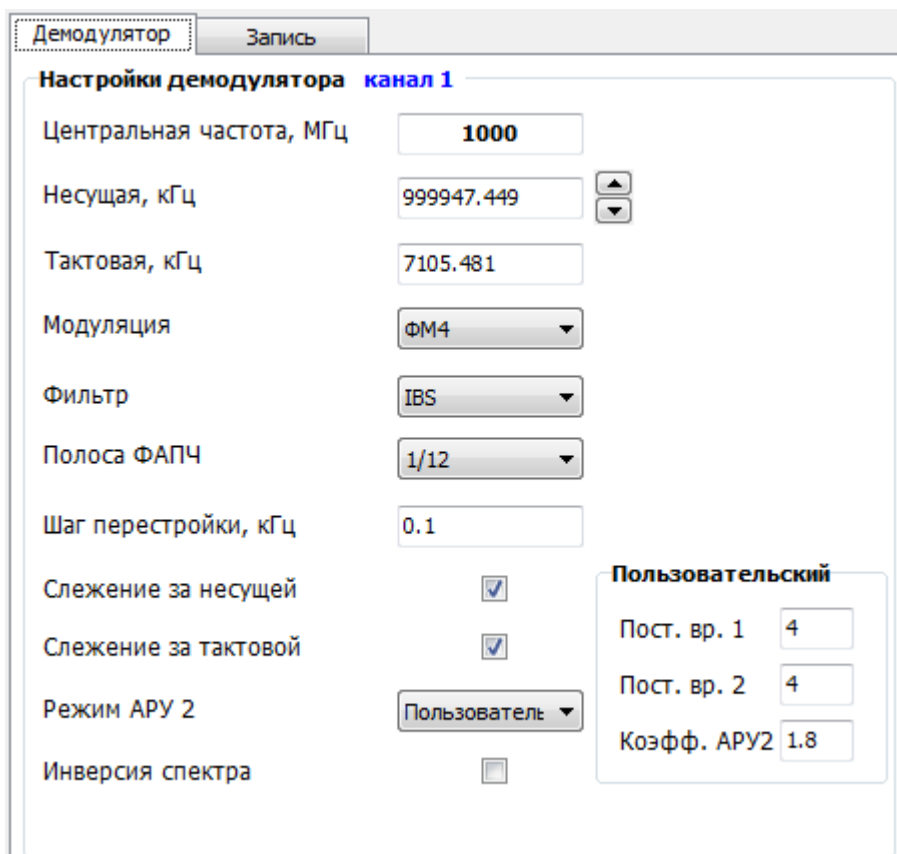 Демодулятор Запись
Настройки демодулятора канал 1
Центральная частота, МГц 1000
Несущая, кГц 999947.449
Тактовая, кГц 7105.481
Модуляция ФМ4
Фильтр IBS
Полоса ФАПЧ 1/12
Шаг перестройки, кГц 0.1
Слежение за несущей
Слежение за тактовой
Режим АРУ 2 Пользователь
Инверсия спектра
Пользовательский
Пост. вр. 1 4
Пост. вр. 2 4
Коэфф. АРУ2 1.8